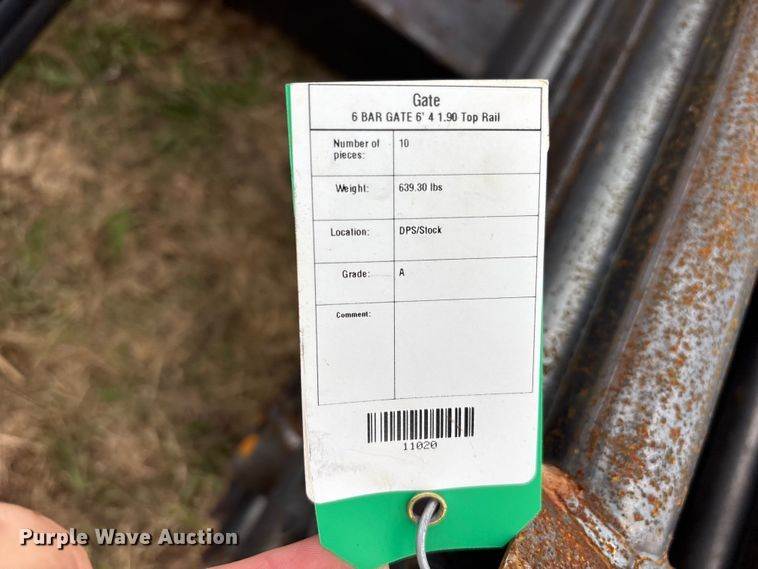 Gate
6 BAR GATE 6' 4 1.90 Top Rail
Number of pieces: 10
Weight: 639.30 lbs
Location: DPS/Stock
Grade: A
Comment:
11020
Purple Wave Auction